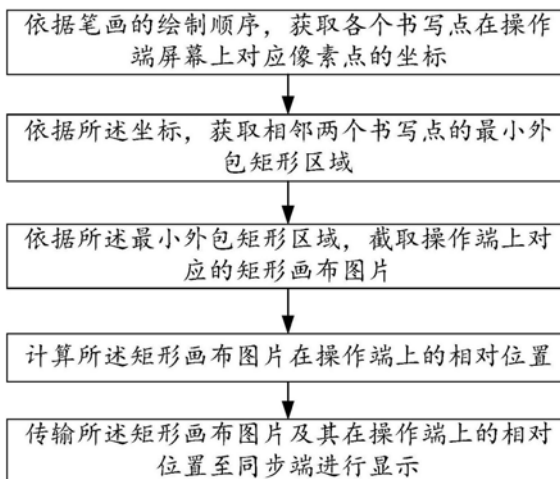 依据笔画的绘制顺序，获取各个书写点在操作
端屏幕上对应像素点的坐标
依据所述坐标，获取相邻两个书写点的最小外
包矩形区域
依据所述最小外包矩形区域，截取操作端上对
应的矩形画布图片
计算所述矩形画布图片在操作端上的相对位置
传输所述矩形画布图片及其在操作端上的相对
位置至同步端进行显示